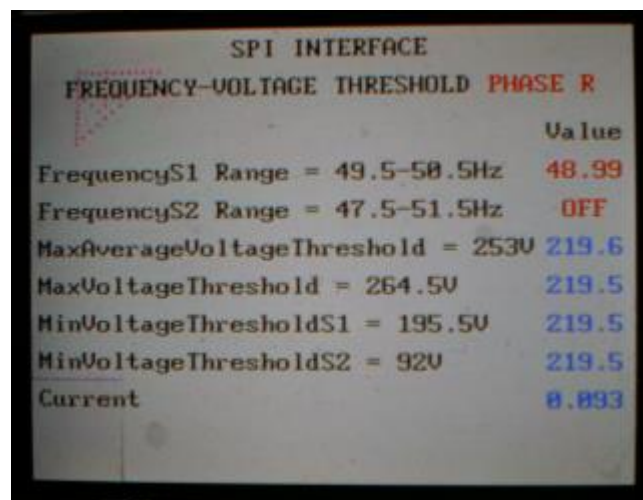 SPI INTERFACE
FREQUENCY-VOLTAGE THRESHOLD PHASE R
Value
FrequencyS1 Range = 49.5-50.5Hz 48.99
FrequencyS2 Range = 47.5-51.5Hz OFF
MaxAverageVoltageThreshold = 253V 219.6
MaxVoltageThreshold = 264.5V 219.5
MinVoltageThresholdS1 = 195.5V 219.5
MinVoltageThresholdS2 = 92V 219.5
Current 0.093